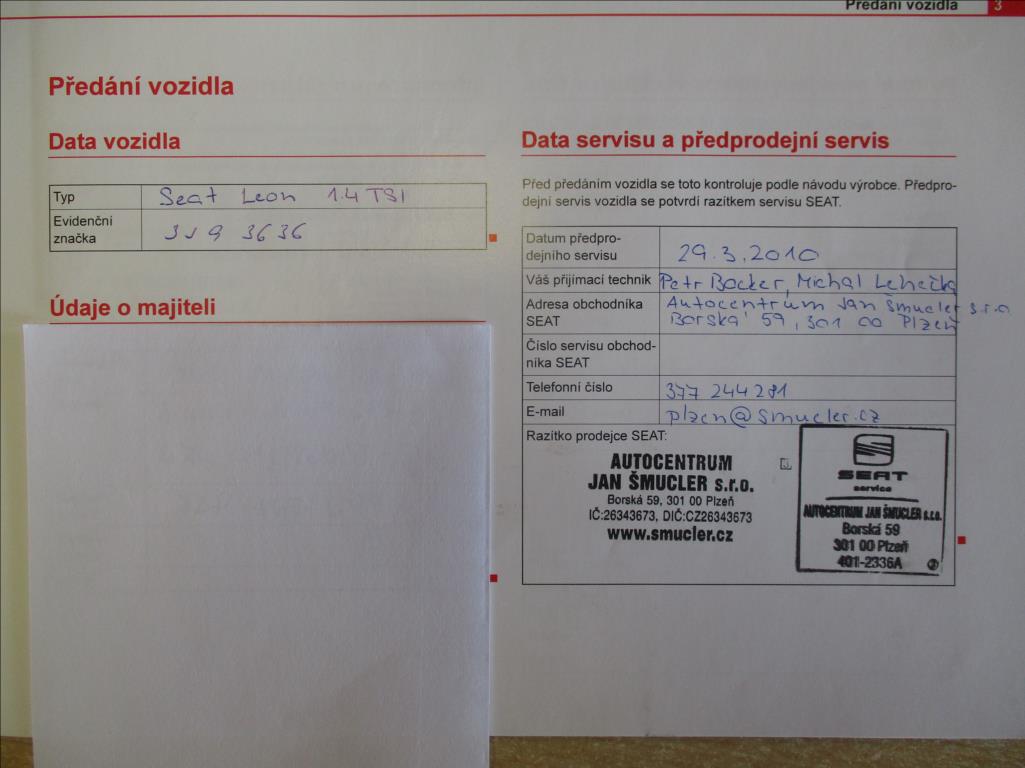 Předání vozidla 3
Předání vozidla
Data vozidla
Typ Seat Leon 1.4 TSI
Evidenční
značka 3J9 3636
Údaje o majiteli
Data servisu a předprodejní servis
Před předáním vozidla se toto kontroluje podle návodu výrobce. Předpro-
dejní servis vozidla se potvrdí razítkem servisu SEAT.
Datum předpro-
dejního servisu 29.3.2010
Váš přijímací technik Petr Bocker, Michal Lehečka
Adresa obchodníka Autocentrum Jan Šmucler s.r.o
SEAT Borská 59, 301 00 Plzeň
Číslo servisu obchod-
níka SEAT
Telefonní číslo 377 244 281
E-mail plzen@smucler.cz
Razítko prodejce SEAT:
AUTOCENTRUM
JAN ŠMUCLER s.r.o.
Borská 59, 301 00 Plzeň
IČ:26343673, DIČ:CZ26343673
www.smucler.cz
SEAT
service
AUTOCENTRUM JAN ŠMUCLER s.r.o.
Borská 59
301 00 Plzeň
401-2336A